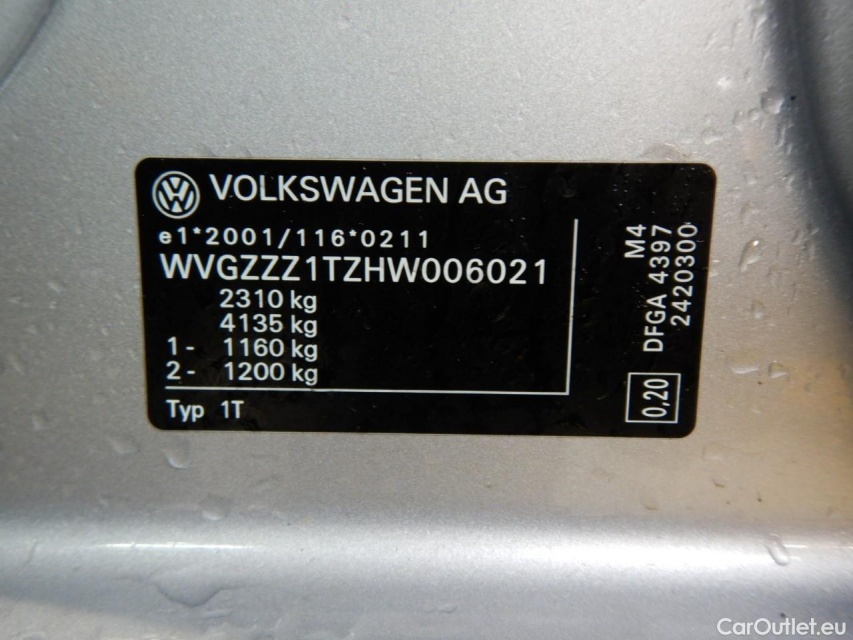 VOLKSWAGEN AG
e1*2001/116*0211
WVGZZZ1TZHW006021
2310 kg
4135 kg
1- 1160 kg
2- 1200 kg
Typ 1T
M4
DFGA 4397
2420300
0,20
CarOutlet.eu